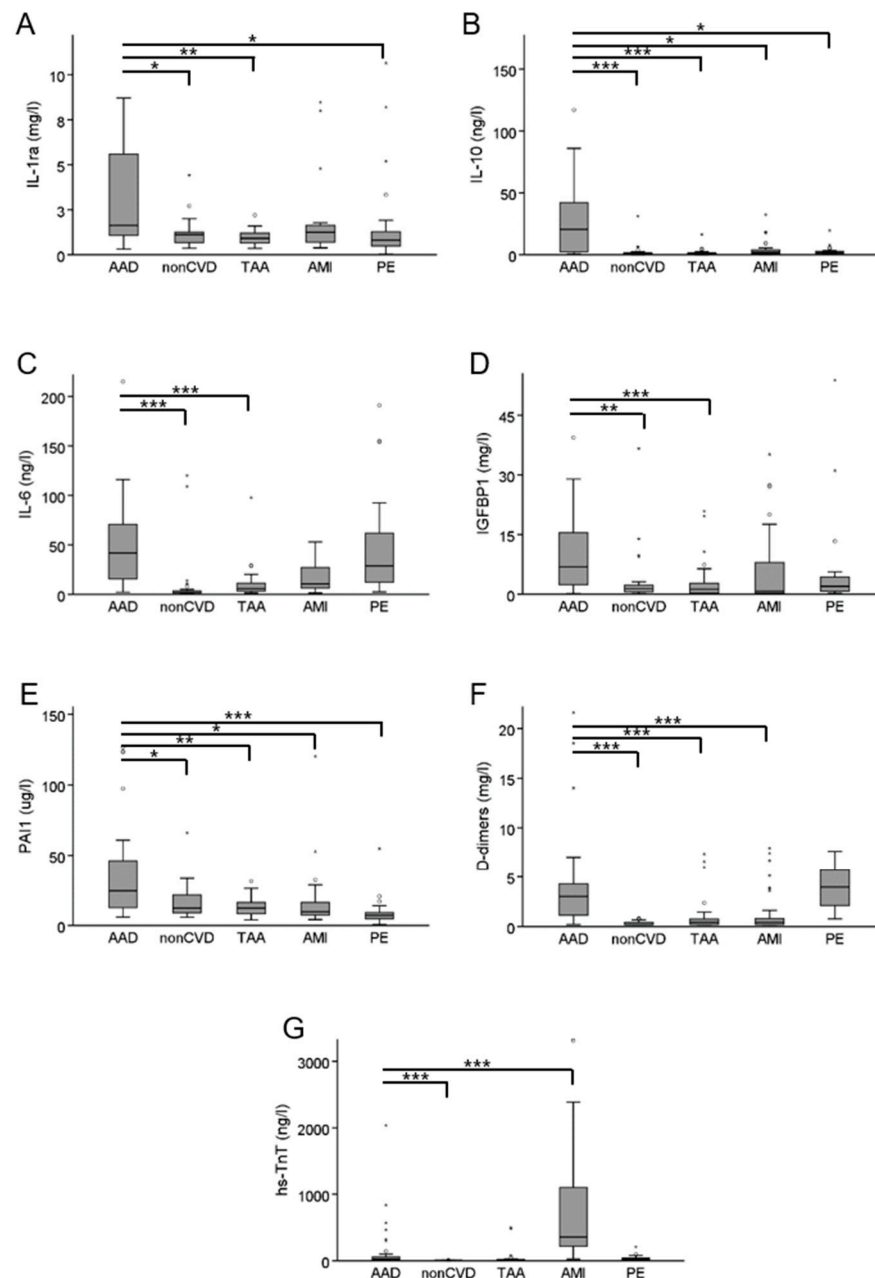 A
B
*
**
*
*
*
***
***
10
8
5
3
0
IL-1ra (mg/l)
150
100
50
0
IL-10 (ng/l)
AAD nonCVD TAA AMI PE
AAD nonCVD TAA AMI PE
C
D
***
***
***
**
200
150
100
50
0
IL-6 (ng/l)
45
30
15
0
IGFBP1 (mg/l)
AAD nonCVD TAA AMI PE
AAD nonCVD TAA AMI PE
E
F
***
*
**
*
***
***
***
150
100
50
0
PAI1 (ug/l)
20
15
10
5
0
D-dimers (mg/l)
AAD nonCVD TAA AMI PE
AAD nonCVD TAA AMI PE
G
***
***
3000
2000
1000
0
hs-TnT (ng/l)
AAD nonCVD TAA AMI PE